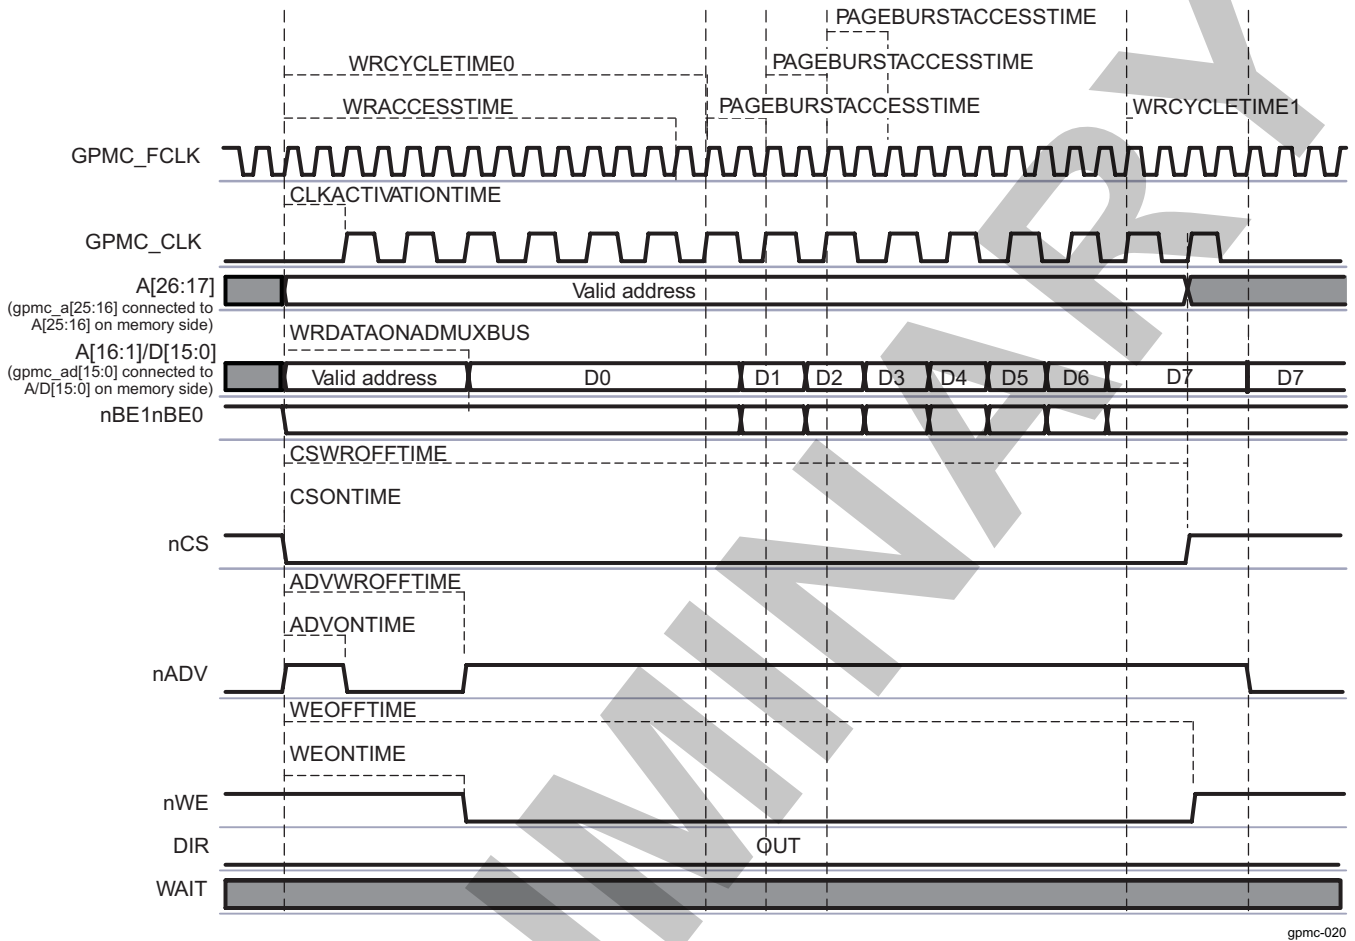 PAGEBURSTACCESSTIME
WRCYCLETIME0
PAGEBURSTACCESSTIME
WRACCESSTIME
PAGEBURSTACCESSTIME
WRCYCLETIME1
GPMC_FCLK
CLKACTIVATIONTIME
GPMC_CLK
A[26:17]
(gpmc_a[25:16] connected to
A[25:16] on memory side)
Valid address
WRDATAONADMUXBUS
A[16:1]/D[15:0]
(gpmc_ad[15:0] connected to
A/D[15:0] on memory side)
Valid address D0 D1 D2 D3 D4 D5 D6 D7 D7
nBE1nBE0
CSWROFFTIME
CSONTIME
nCS
ADVWROFFTIME
ADVONTIME
nADV
WEOFFTIME
WEONTIME
nWE
DIR OUT
WAIT
gpmc-020
MINARY